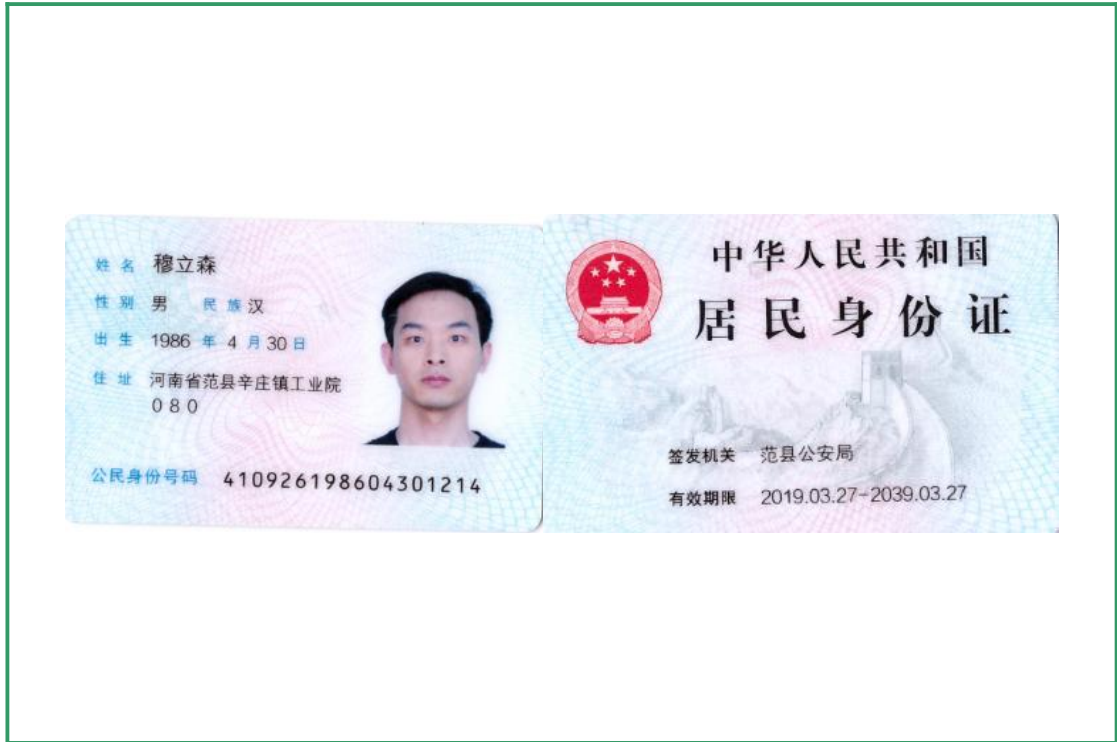 姓名 穆立森
性别 男 民族 汉
出生 1986 年 4 月 30 日
住址 河南省范县辛庄镇工业院
080
公民身份号码 410926198604301214
中华人民共和国
居民身份证
签发机关 范县公安局
有效期限 2019.03.27-2039.03.27